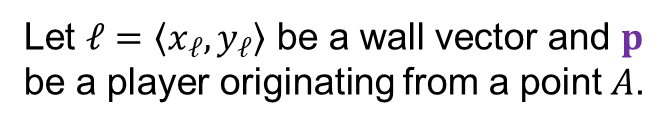 Let ℓ = ⟨xℓ, yℓ⟩ be a wall vector and p
be a player originating from a point A.